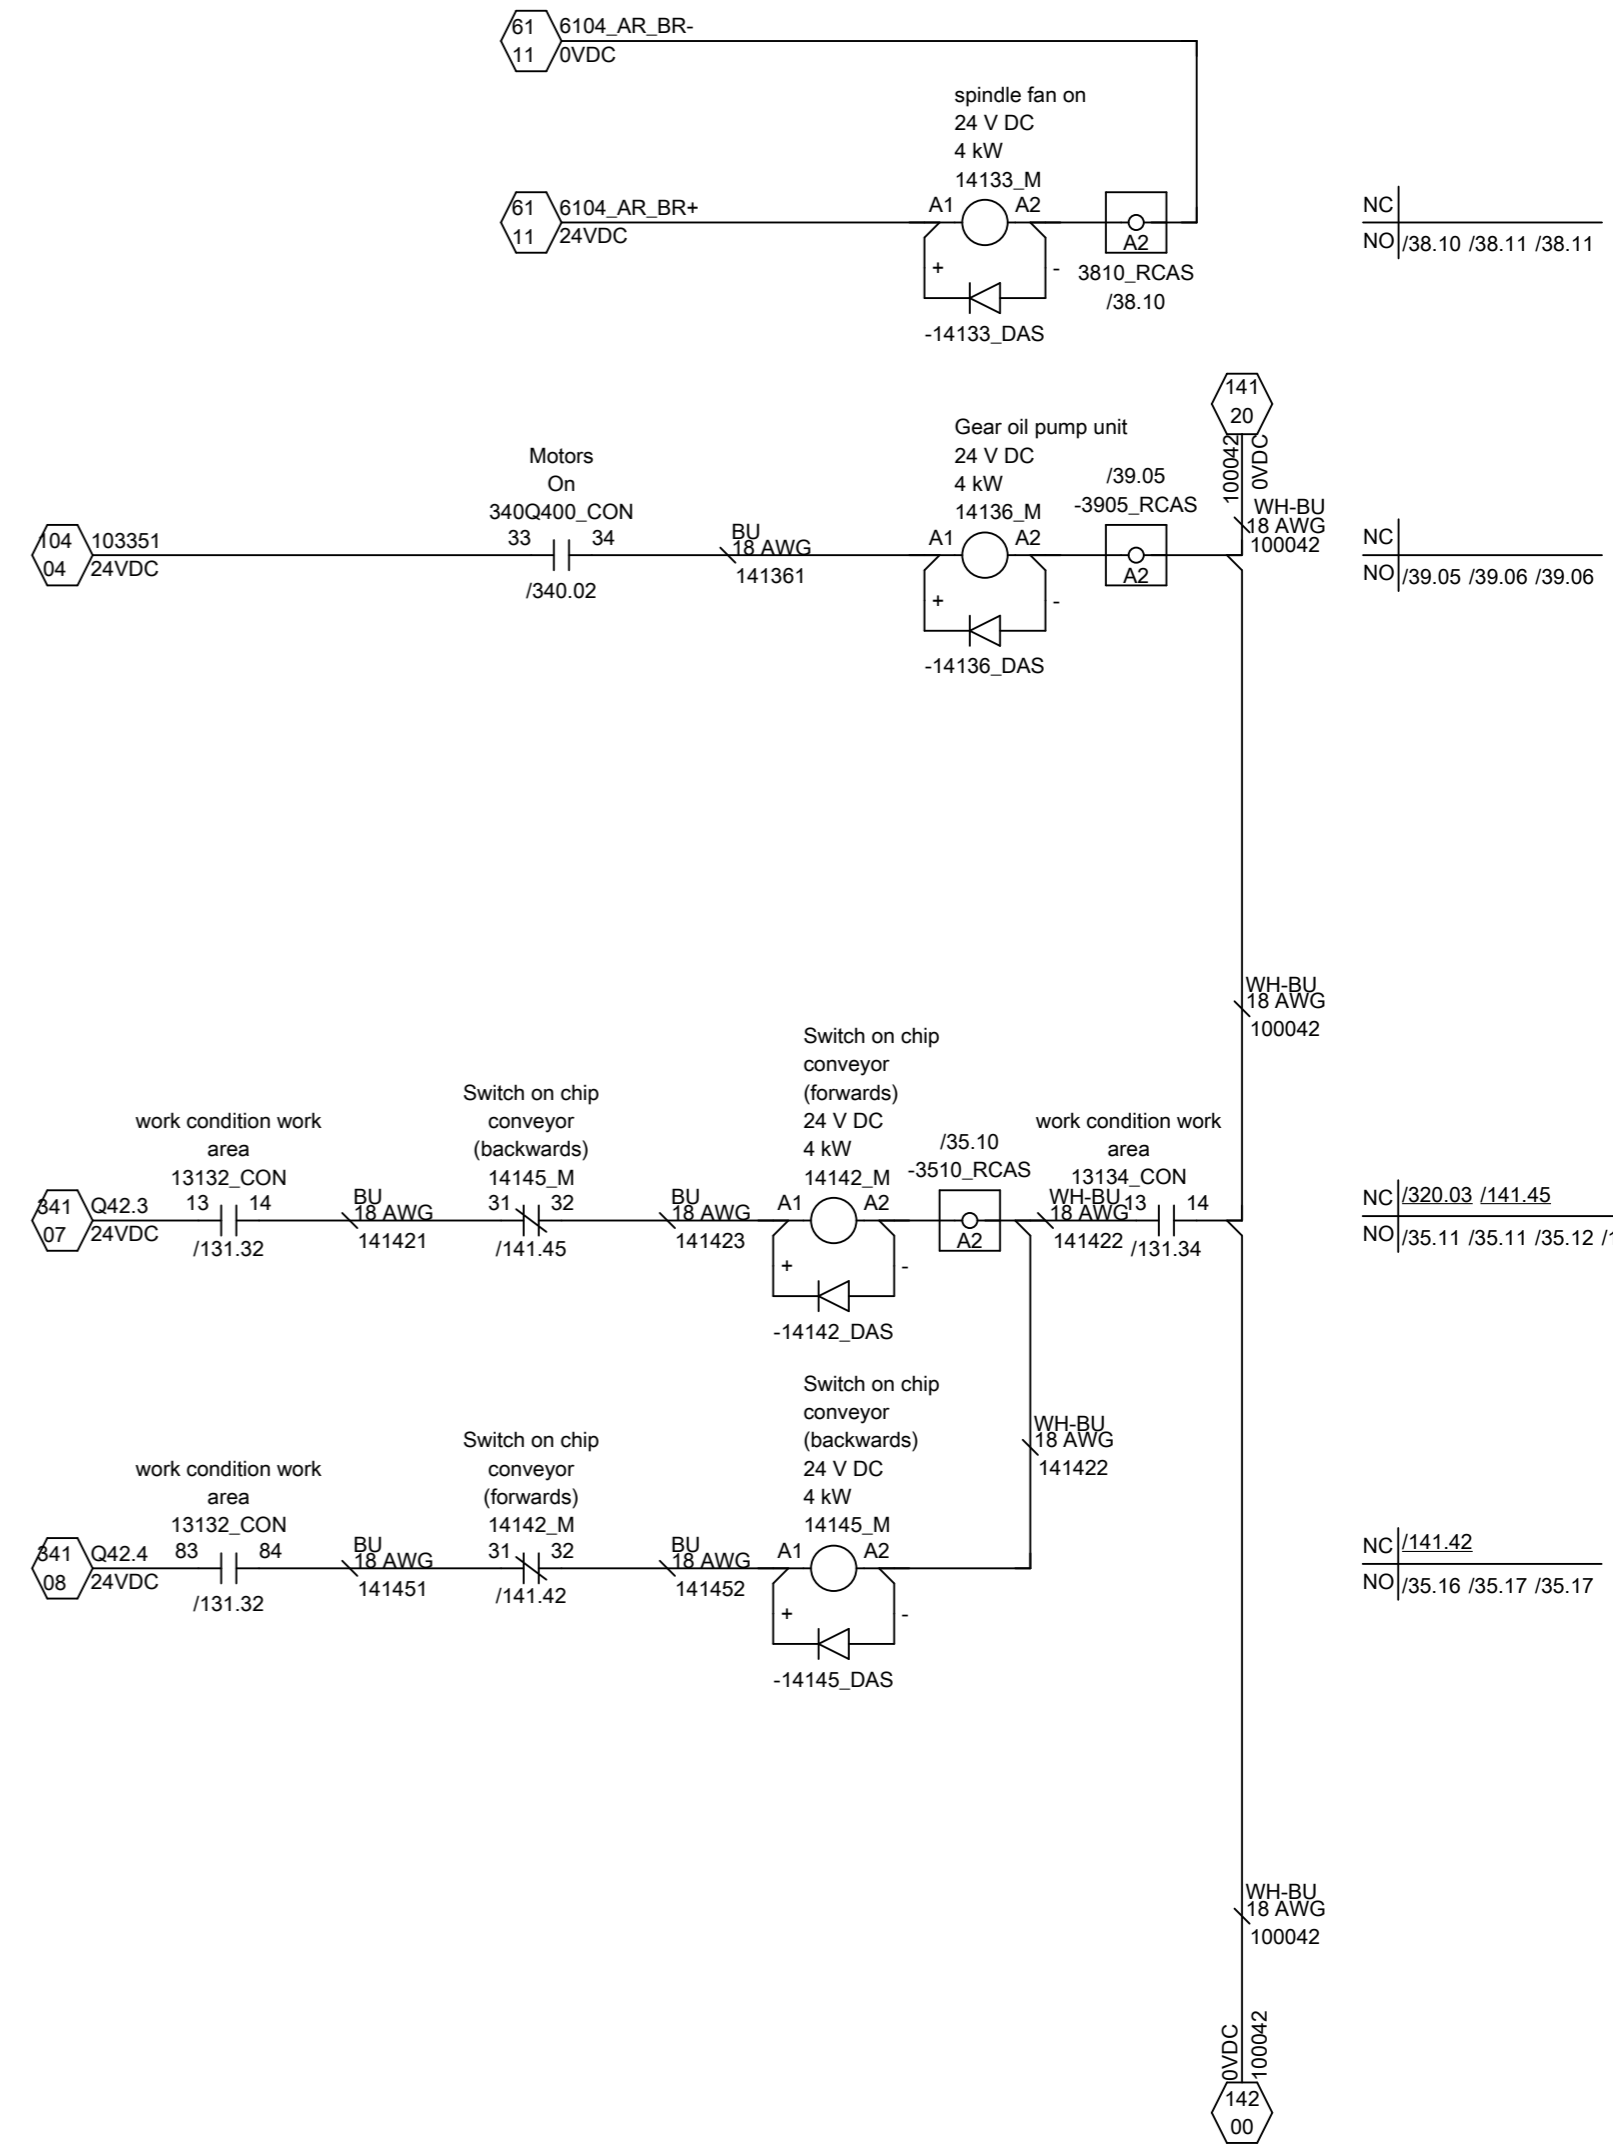 61
11
6104_AR_BR-
0VDC
spindle fan on
24 V DC
4 kW
14133_M
61
11
6104_AR_BR+
24VDC
A1
A2
+
-
-14133_DAS
A2
3810_RCAS
/38.10
NC
NO /38.10 /38.11 /38.11
141
20
100042
0VDC
WH-BU
18 AWG
100042
Gear oil pump unit
24 V DC
4 kW
14136_M
/39.05
-3905_RCAS
Motors
On
340Q400_CON
33 34
/340.02
104
04
103351
24VDC
BU
18 AWG
141361
A1
A2
+
-
-14136_DAS
A2
NC
NO /39.05 /39.06 /39.06
WH-BU
18 AWG
100042
Switch on chip
conveyor
(forwards)
24 V DC
4 kW
14142_M
Switch on chip
conveyor
(backwards)
14145_M
31 32
/141.45
work condition work
area
13132_CON
13 14
/131.32
341
07
Q42.3
24VDC
BU
18 AWG
141421
BU
18 AWG
141423
A1
A2
+
-
-14142_DAS
/35.10
-3510_RCAS
A2
WH-BU
18 AWG
141422
work condition work
area
13134_CON
13 14
/131.34
NC /320.03 /141.45
NO /35.11 /35.11 /35.12 /1
Switch on chip
conveyor
(backwards)
24 V DC
4 kW
14145_M
WH-BU
18 AWG
141422
Switch on chip
conveyor
(forwards)
14142_M
31 32
/141.42
work condition work
area
13132_CON
83 84
/131.32
341
08
Q42.4
24VDC
BU
18 AWG
141451
BU
18 AWG
141452
A1
A2
+
-
-14145_DAS
NC /141.42
NO /35.16 /35.17 /35.17
WH-BU
18 AWG
100042
0VDC
100042
142
00